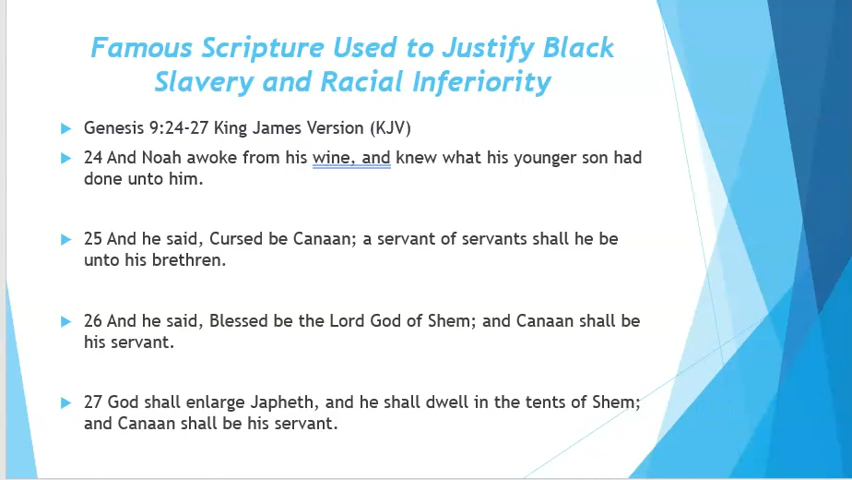 Famous Scripture Used to Justify Black
Slavery and Racial Inferiority
Genesis 9:24-27 King James Version (KJV)
24 And Noah awoke from his wine, and knew what his younger son had
done unto him.
25 And he said, Cursed be Canaan; a servant of servants shall he be
unto his brethren.
26 And he said, Blessed be the Lord God of Shem; and Canaan shall be
his servant.
27 God shall enlarge Japheth, and he shall dwell in the tents of Shem;
and Canaan shall be his servant.